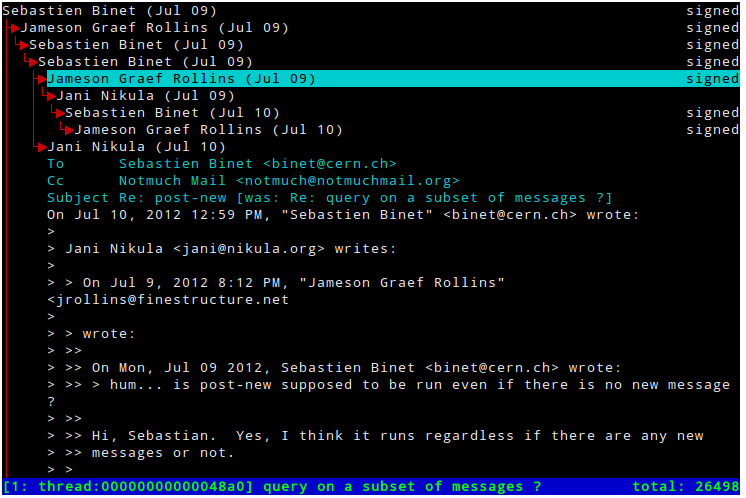 Sebastien Binet (Jul 09) signed
Jameson Graef Rollins (Jul 09) signed
Sebastien Binet (Jul 09) signed
Sebastien Binet (Jul 09) signed
Jameson Graef Rollins (Jul 09) signed
Jani Nikula (Jul 09)
Sebastien Binet (Jul 10) signed
Jameson Graef Rollins (Jul 10) signed
Jani Nikula (Jul 10)
To Sebastien Binet <binet@cern.ch>
Cc Notmuch Mail <notmuch@notmuchmail.org>
Subject Re: post-new [was: Re: query on a subset of messages ?]
On Jul 10, 2012 12:59 PM, "Sebastien Binet" <binet@cern.ch> wrote:
>
> Jani Nikula <jani@nikula.org> writes:
>
> > On Jul 9, 2012 8:12 PM, "Jameson Graef Rollins"
<jrollins@finestructure.net
>
> > wrote:
> >>
> >> On Mon, Jul 09 2012, Sebastien Binet <binet@cern.ch> wrote:
> >> > hum... is post-new supposed to be run even if there is no new message
?
> >>
> >> Hi, Sebastian.  Yes, I think it runs regardless if there are any new
> >> messages or not.
> >
[1: thread:00000000000048a0] query on a subset of messages ? total: 26498